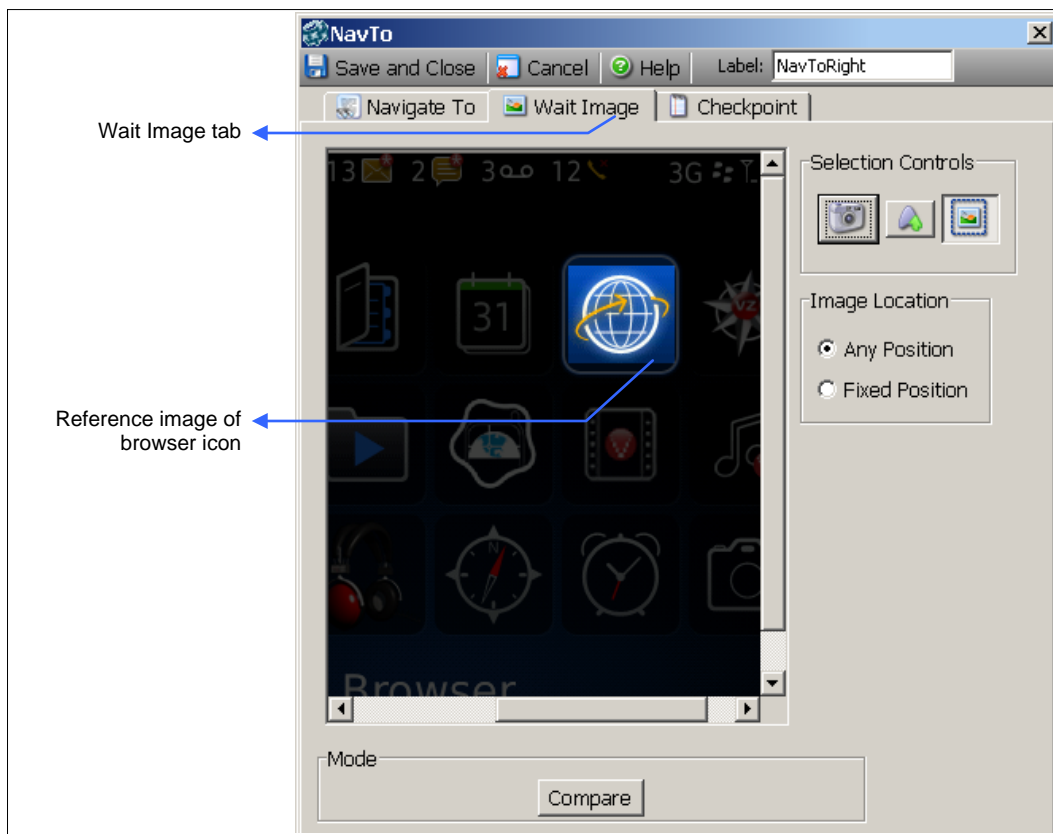 NavTo
Save and Close Cancel Help Label: NavToRight
Navigate To Wait Image Checkpoint
Wait Image tab
13 2 3 12 3G
Selection Controls
31
VZ
Image Location
Any Position
Fixed Position
Reference image of
browser icon
V
N
Browser
Mode
Compare